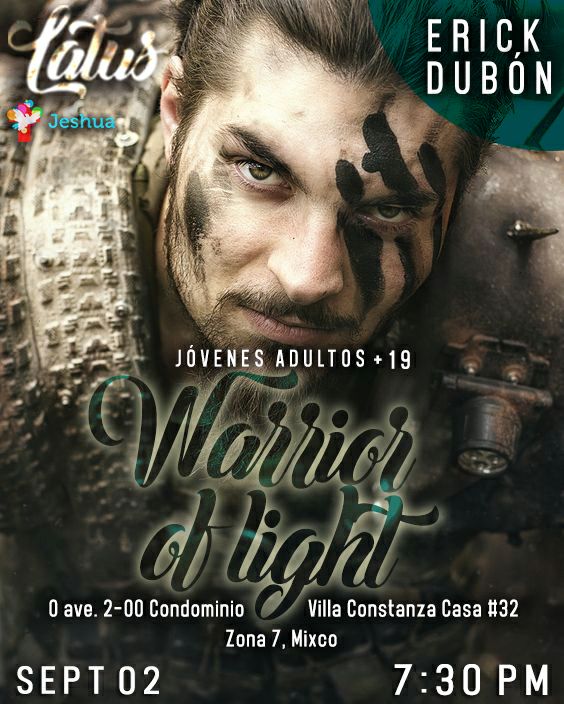 Latus
Jeshua
ERICK
DUBÓN
JÓVENES ADULTOS +19
Warrior
of light
0 ave. 2-00 Condominio Villa Constanza Casa #32
Zona 7, Mixco
SEPT 02 7:30 PM